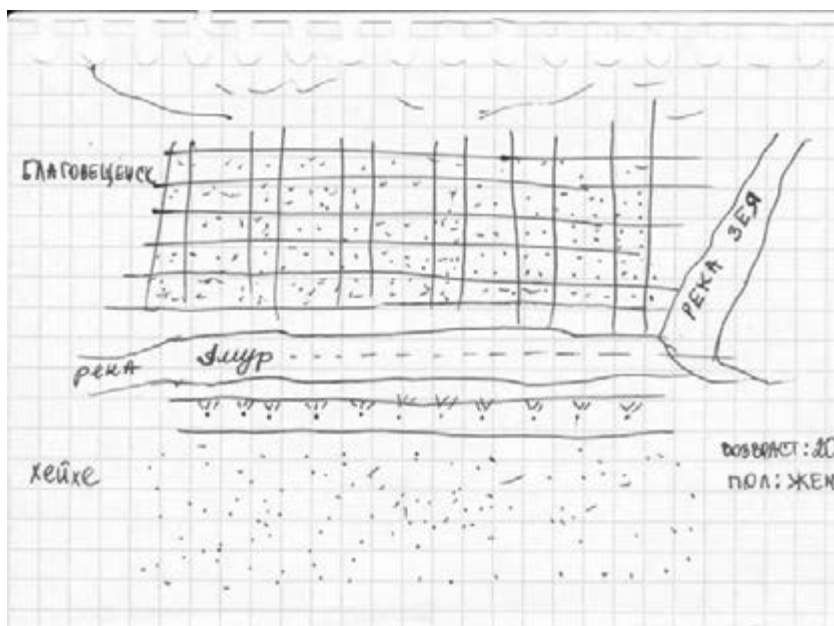 БЛАГОВЕЩЕНСК
РЕКА ЗЕЯ
река Амур
хейхе
ВОЗРАСТ: 20
ПОЛ: ЖЕН